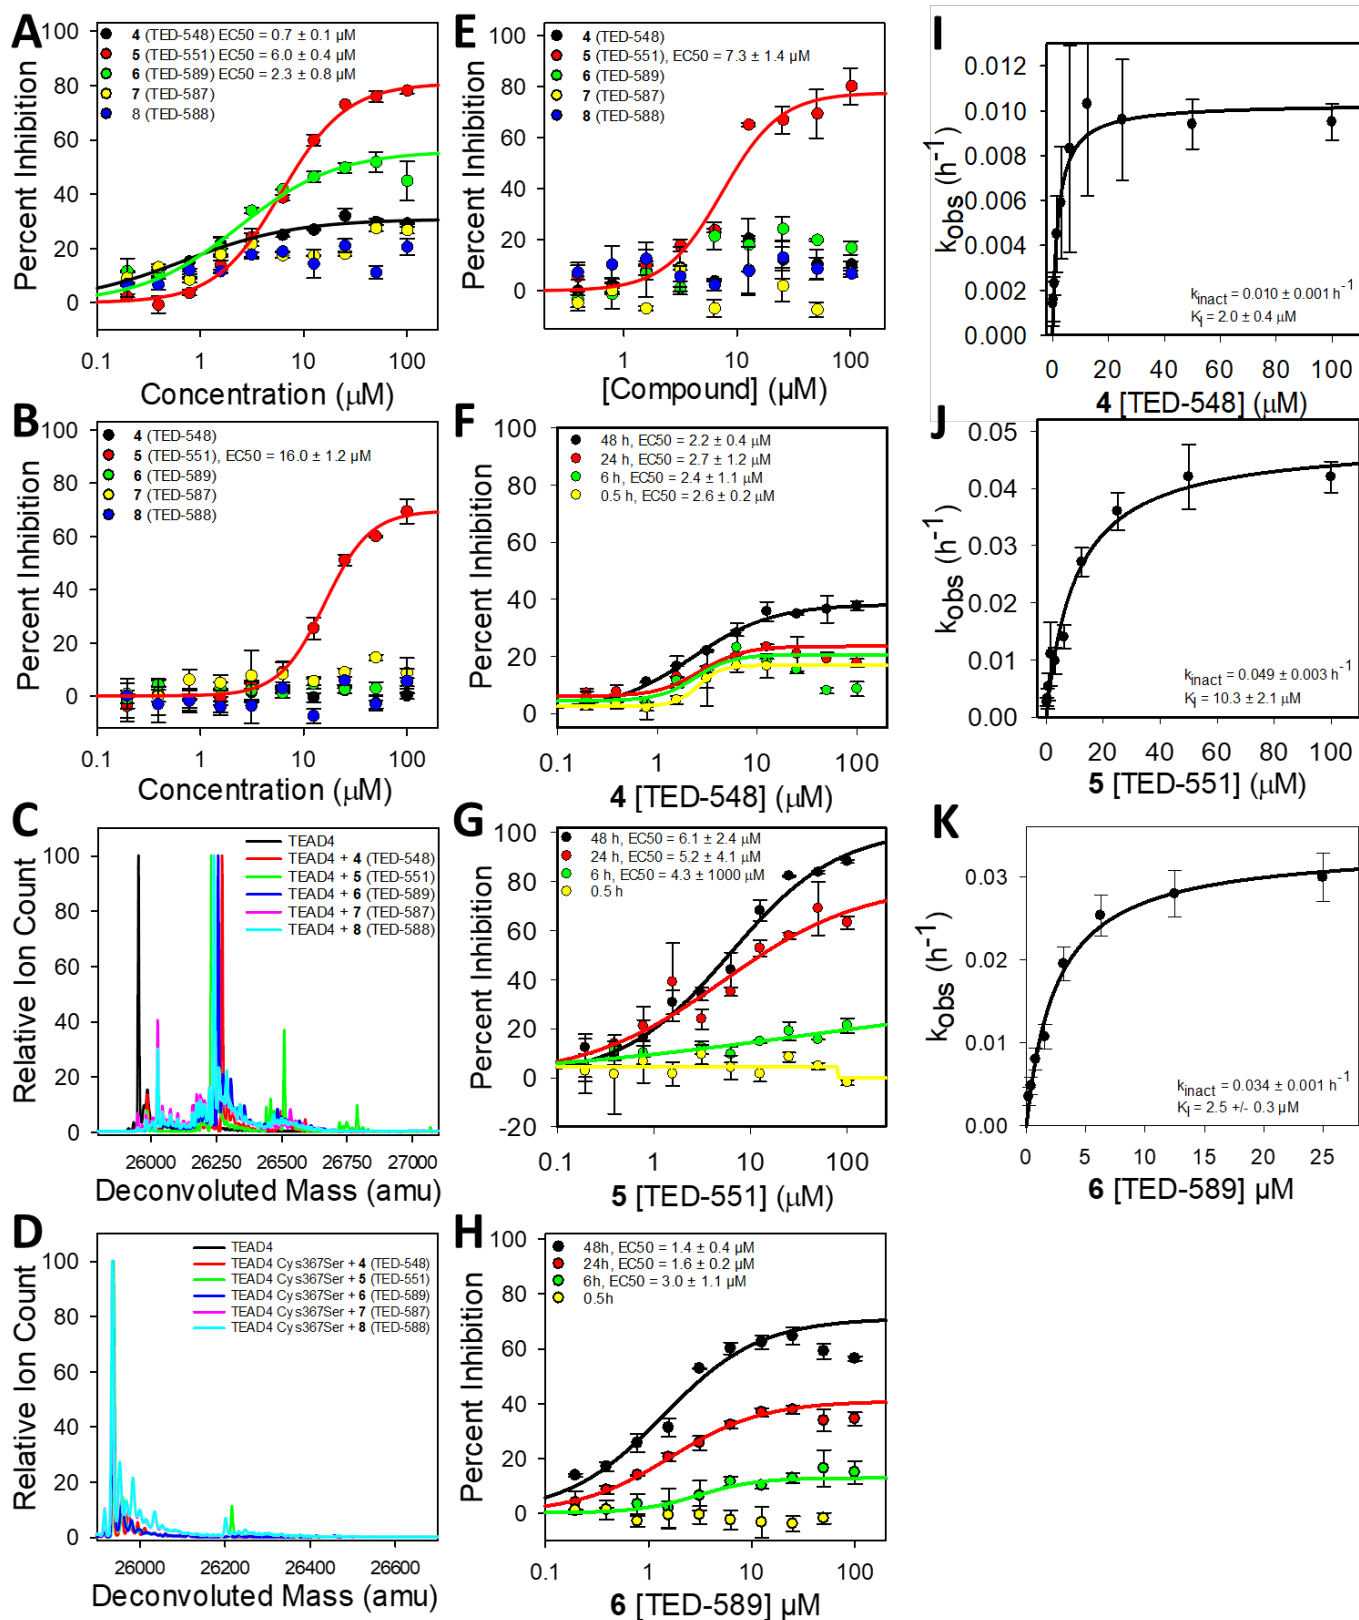 A
Percent Inhibition
100
80
60
40
20
0
4 (TED-548) EC50 = 0.7 ± 0.1 µM
5 (TED-551) EC50 = 6.0 ± 0.4 µM
6 (TED-589) EC50 = 2.3 ± 0.8 µM
7 (TED-587)
8 (TED-588)
0.1 1 10 100
Concentration (µM)
B
Percent Inhibition
100
80
60
40
20
0
4 (TED-548)
5 (TED-551), EC50 = 16.0 ± 1.2 µM
6 (TED-589)
7 (TED-587)
8 (TED-588)
0.1 1 10 100
Concentration (µM)
C
Relative Ion Count
100
80
60
40
20
0
TEAD4
TEAD4 + 4 (TED-548)
TEAD4 + 5 (TED-551)
TEAD4 + 6 (TED-589)
TEAD4 + 7 (TED-587)
TEAD4 + 8 (TED-588)
26000 26250 26500 26750 27000
Deconvoluted Mass (amu)
D
Relative Ion Count
100
80
60
40
20
0
TEAD4
TEAD4 Cys367Ser + 4 (TED-548)
TEAD4 Cys367Ser + 5 (TED-551)
TEAD4 Cys367Ser + 6 (TED-589)
TEAD4 Cys367Ser + 7 (TED-587)
TEAD4 Cys367Ser + 8 (TED-588)
26000 26200 26400 26600
Deconvoluted Mass (amu)
E
Percent Inhibition
100
80
60
40
20
0
4 (TED-548)
5 (TED-551), EC50 = 7.3 ± 1.4 µM
6 (TED-589)
7 (TED-587)
8 (TED-588)
1 10 100
[Compound] (µM)
F
Percent Inhibition
100
80
60
40
20
0
48 h, EC50 = 2.2 ± 0.4 µM
24 h, EC50 = 2.7 ± 1.2 µM
6 h, EC50 = 2.4 ± 1.1 µM
0.5 h, EC50 = 2.6 ± 0.2 µM
0.1 1 10 100
4 [TED-548] (µM)
G
Percent Inhibition
100
80
60
40
20
0
-20
48 h, EC50 = 6.1 ± 2.4 µM
24 h, EC50 = 5.2 ± 4.1 µM
6 h, EC50 = 4.3 ± 1000 µM
0.5 h
0.1 1 10 100
5 [TED-551] (µM)
H
Percent Inhibition
100
80
60
40
20
0
48h, EC50 = 1.4 ± 0.4 µM
24h, EC50 = 1.6 ± 0.2 µM
6h, EC50 = 3.0 ± 1.1 µM
0.5h
0.1 1 10 100
6 [TED-589] µM
I
kobs (h-1)
0.012
0.010
0.008
0.006
0.004
0.002
0.000
kinact = 0.010 ± 0.001 h-1
KI = 2.0 ± 0.4 µM
0 20 40 60 80 100
4 [TED-548] (µM)
J
kobs (h-1)
0.05
0.04
0.03
0.02
0.01
0.00
kinact = 0.049 ± 0.003 h-1
KI = 10.3 ± 2.1 µM
0 20 40 60 80 100
5 [TED-551] (µM)
K
kobs (h-1)
0.03
0.02
0.01
0.00
kinact = 0.034 ± 0.001 h-1
KI = 2.5 +/- 0.3 µM
0 5 10 15 20 25
6 [TED-589] µM